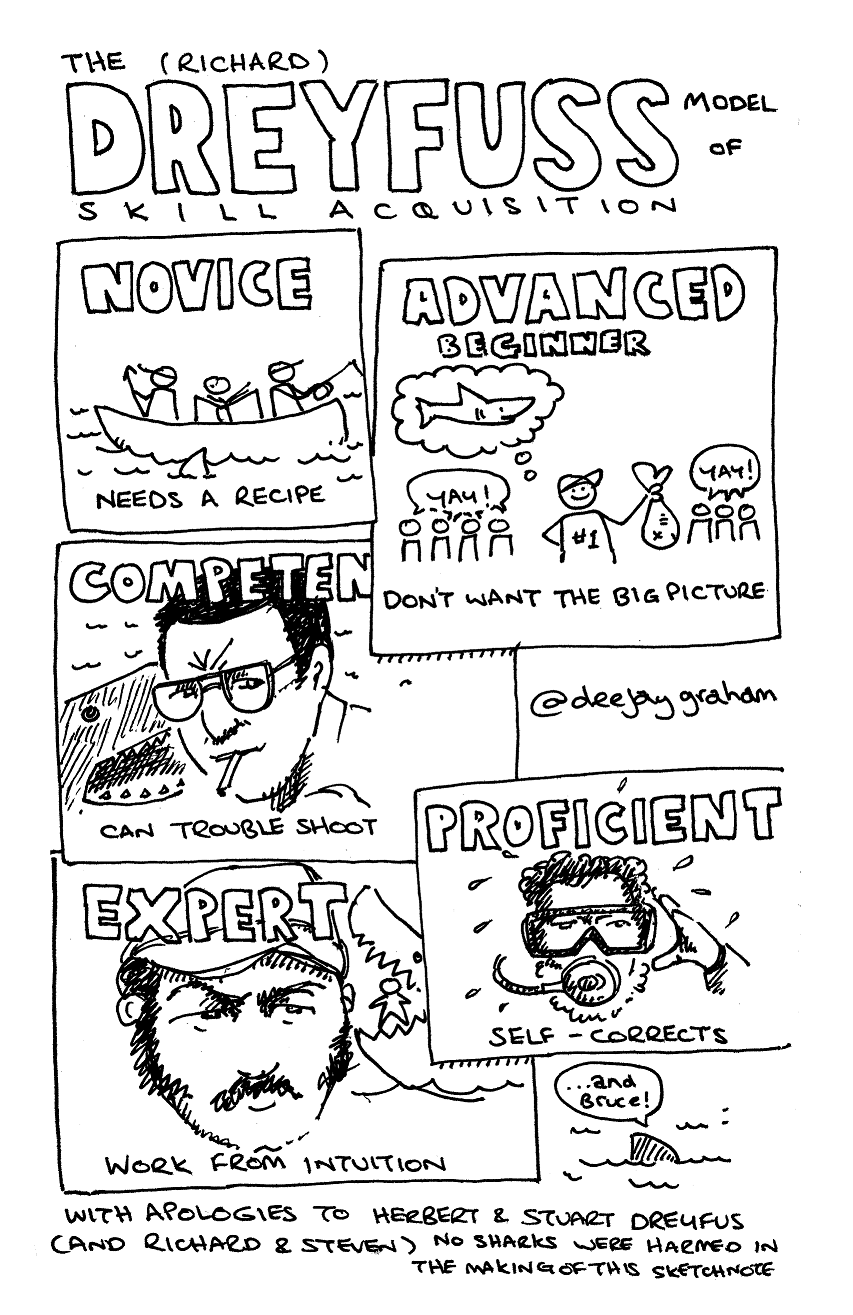 THE (RICHARD)
DREYFUSS MODEL
OF
SKILL ACQUISITION
NOVICE
NEEDS A RECIPE
ADVANCED
BEGINNER
YAY!
#1
YAY!
DON'T WANT THE BIG PICTURE
COMPETEN
CAN TROUBLE SHOOT
@deejaygraham
PROFICIENT
SELF-CORRECTS
EXPERT
WORK FROM INTUITION
...and
Bruce!
WITH APOLOGIES TO HERBERT & STUART DREYFUS
(AND RICHARD & STEVEN) NO SHARKS WERE HARMED IN
THE MAKING OF THIS SKETCHNOTE